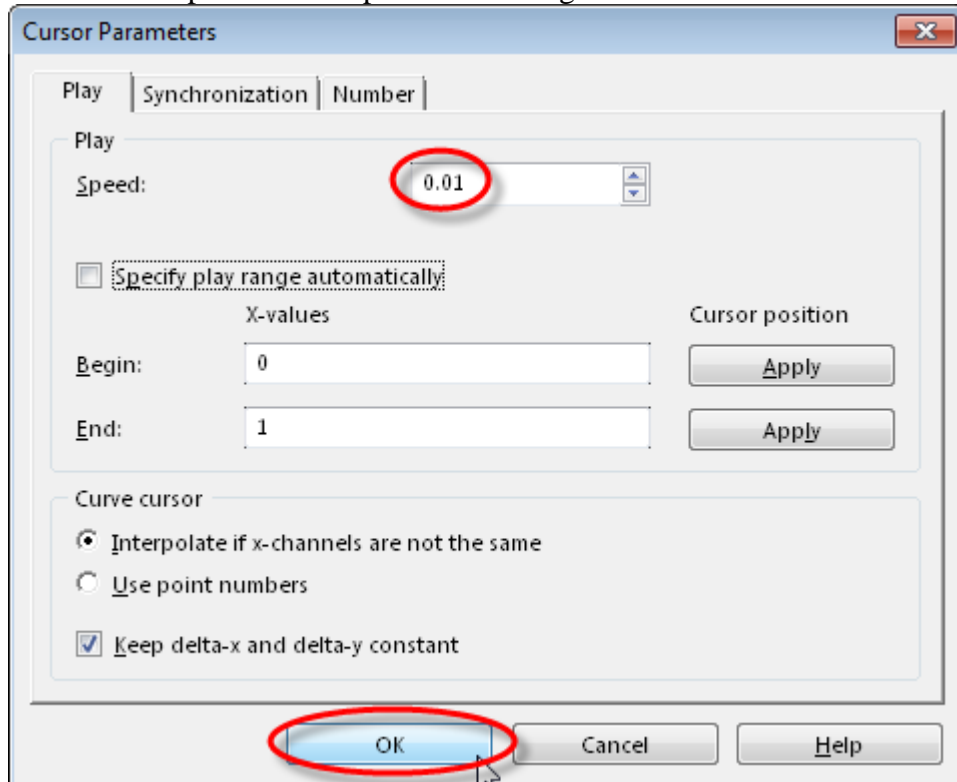 Cursor Parameters
Play Synchronization Number
Play
Speed: 0.01
Specify play range automatically
X-values Cursor position
Begin: 0 Apply
End: 1 Apply
Curve cursor
Interpolate if x-channels are not the same
Use point numbers
Keep delta-x and delta-y constant
OK Cancel Help